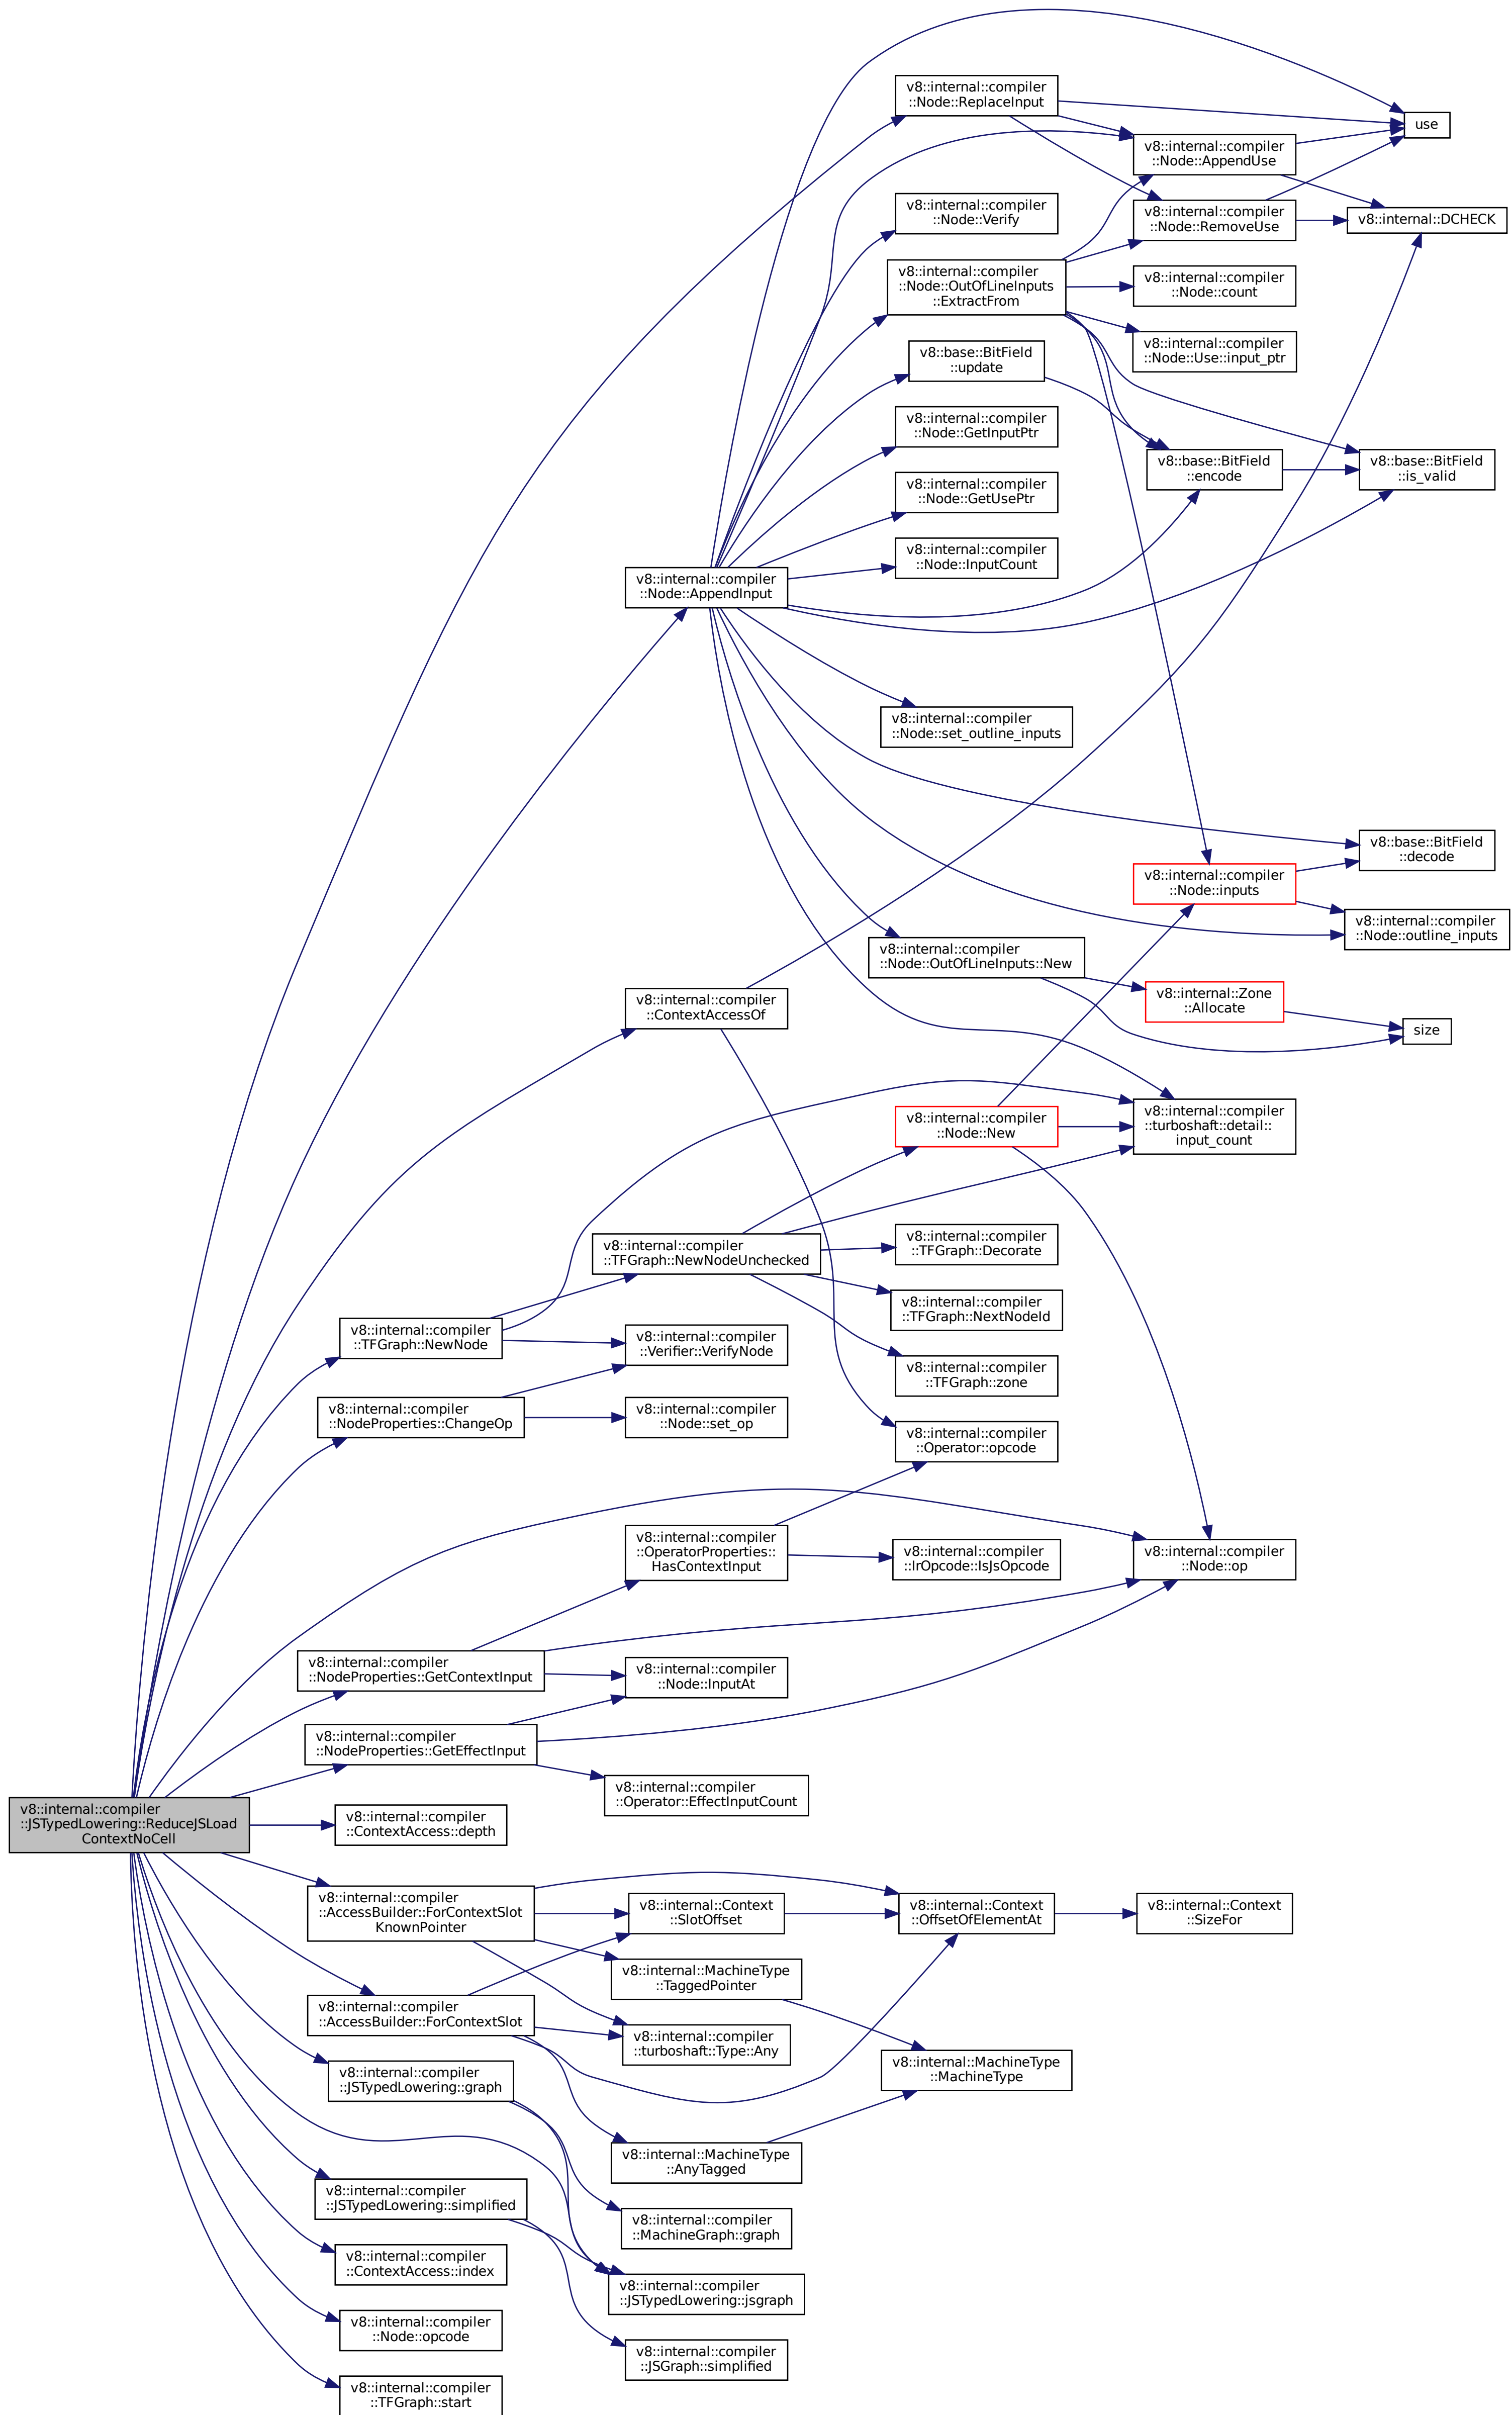 v8::internal::compiler
::JSTypedLowering::ReduceJSLoad
ContextNoCell
v8::internal::compiler
::Node::ReplaceInput
use
v8::internal::compiler
::Node::AppendUse
v8::internal::compiler
::Node::Verify
v8::internal::compiler
::Node::RemoveUse
v8::internal::DCHECK
v8::internal::compiler
::Node::OutOfLineInputs
::ExtractFrom
v8::internal::compiler
::Node::count
v8::internal::compiler
::Node::Use::input_ptr
v8::base::BitField
::update
v8::internal::compiler
::Node::GetInputPtr
v8::base::BitField
::encode
v8::base::BitField
::is_valid
v8::internal::compiler
::Node::GetUsePtr
v8::internal::compiler
::Node::InputCount
v8::internal::compiler
::Node::AppendInput
v8::internal::compiler
::Node::set_outline_inputs
v8::base::BitField
::decode
v8::internal::compiler
::Node::inputs
v8::internal::compiler
::Node::outline_inputs
v8::internal::compiler
::Node::OutOfLineInputs::New
v8::internal::Zone
::Allocate
size
v8::internal::compiler
::ContextAccessOf
v8::internal::compiler
::Node::New
v8::internal::compiler
::turboshaft::detail::
input_count
v8::internal::compiler
::TFGraph::NewNodeUnchecked
v8::internal::compiler
::TFGraph::Decorate
v8::internal::compiler
::TFGraph::NextNodeId
v8::internal::compiler
::TFGraph::NewNode
v8::internal::compiler
::Verifier::VerifyNode
v8::internal::compiler
::TFGraph::zone
v8::internal::compiler
::NodeProperties::ChangeOp
v8::internal::compiler
::Node::set_op
v8::internal::compiler
::Operator::opcode
v8::internal::compiler
::OperatorProperties::
HasContextInput
v8::internal::compiler
::IrOpcode::IsJsOpcode
v8::internal::compiler
::Node::op
v8::internal::compiler
::NodeProperties::GetContextInput
v8::internal::compiler
::Node::InputAt
v8::internal::compiler
::NodeProperties::GetEffectInput
v8::internal::compiler
::Operator::EffectInputCount
v8::internal::compiler
::ContextAccess::depth
v8::internal::compiler
::AccessBuilder::ForContextSlot
KnownPointer
v8::internal::Context
::SlotOffset
v8::internal::Context
::OffsetOfElementAt
v8::internal::Context
::SizeFor
v8::internal::MachineType
::TaggedPointer
v8::internal::compiler
::AccessBuilder::ForContextSlot
v8::internal::compiler
::turboshaft::Type::Any
v8::internal::MachineType
::MachineType
v8::internal::compiler
::JSTypedLowering::graph
v8::internal::MachineType
::AnyTagged
v8::internal::compiler
::JSTypedLowering::simplified
v8::internal::compiler
::MachineGraph::graph
v8::internal::compiler
::ContextAccess::index
v8::internal::compiler
::JSTypedLowering::jsgraph
v8::internal::compiler
::Node::opcode
v8::internal::compiler
::JSGraph::simplified
v8::internal::compiler
::TFGraph::start